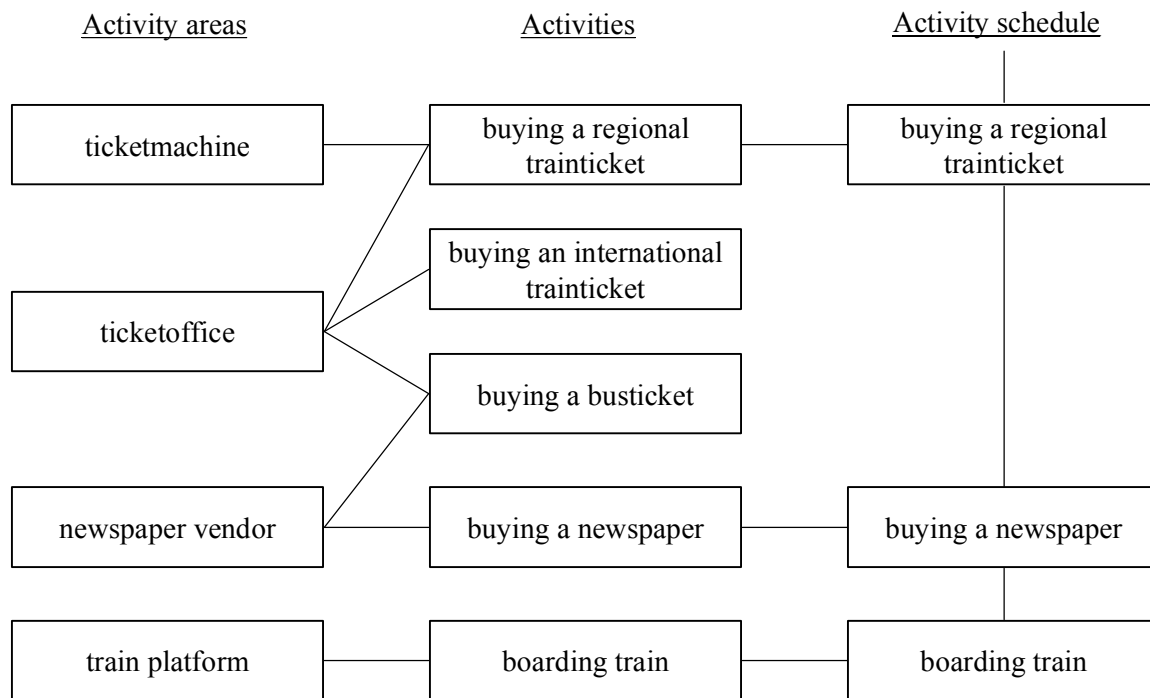 Activity areas
Activities
Activity schedule
ticketmachine
buying a regional
trainticket
buying a regional
trainticket
buying an international
trainticket
ticketoffice
buying a busticket
newspaper vendor
buying a newspaper
buying a newspaper
train platform
boarding train
boarding train